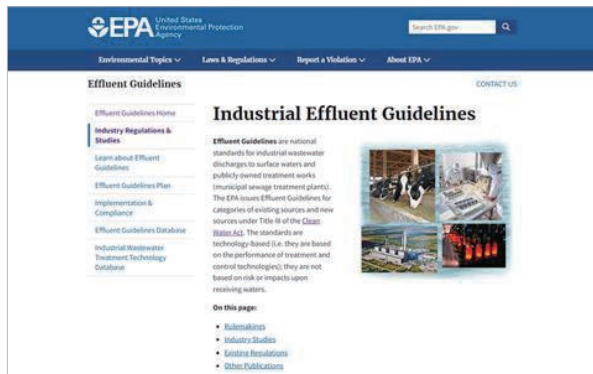 EPA
United States
Environmental Protection
Agency
Search EPA.gov
Environmental Topics
Laws & Regulations
Report a Violation
About EPA
Effluent Guidelines
CONTACT US
Effluent Guidelines Home
Industry Regulations &
Studies
Learn about Effluent
Guidelines
Effluent Guidelines Plan
Implementation &
Compliance
Effluent Guidelines Database
Industrial Wastewater
Treatment Technology
Database
Industrial Effluent Guidelines
Effluent Guidelines are national
standards for industrial wastewater
discharges to surface waters and
publicly owned treatment works
(municipal sewage treatment plants).
The EPA issues Effluent Guidelines for
categories of existing sources and new
sources under Title III of the Clean
Water Act. The standards are
technology-based (i.e. they are based
on the performance of treatment and
control technologies); they are not
based on risk or impacts upon
receiving waters.
On this page:
• Rulemakings
• Industry Studies
• Existing Regulations
• Other Publications